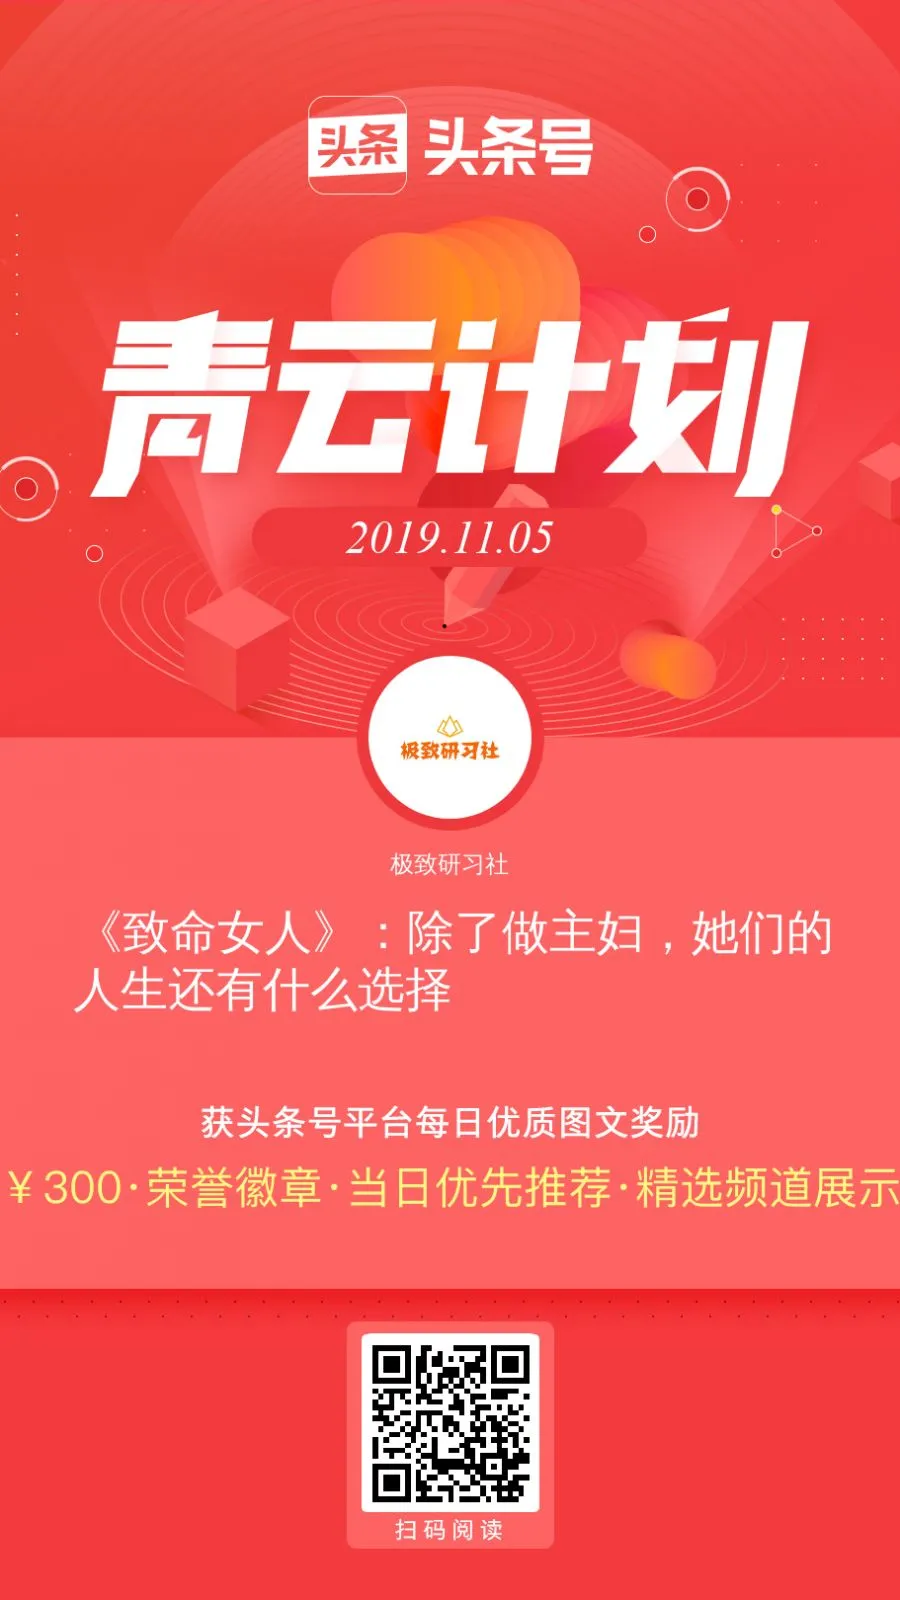 头条 头条号
青云计划
2019.11.05
极致研习社
极致研习社
《致命女人》：除了做主妇，她们的
人生还有什么选择
获头条号平台每日优质图文奖励
￥300·荣誉徽章·当日优先推荐·精选频道展示
扫码阅读